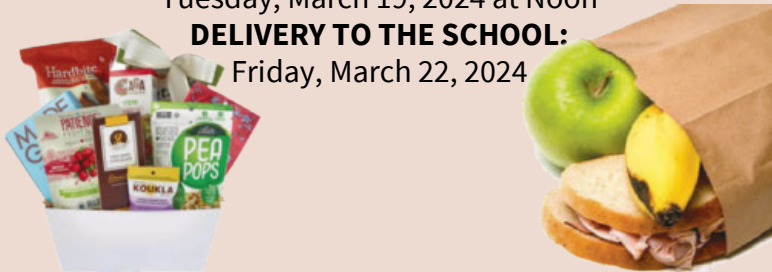 Tuesday, March 19, 2024 at Noon
DELIVERY TO THE SCHOOL:
Friday, March 22, 2024
Hardbite
PEA
POPS
KOUKLA